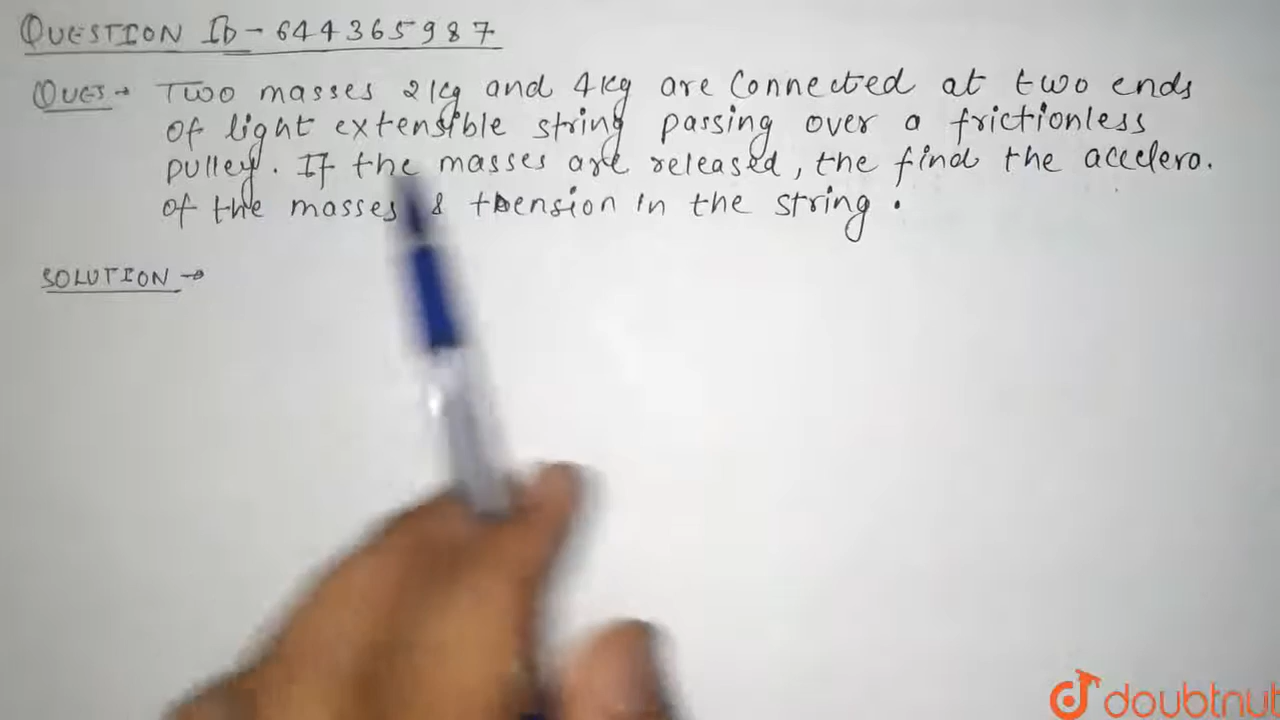 QUESTION ID - 644365987
QUES → Two masses 2kg and 4kg are connected at two ends
of light extensible string passing over a frictionless
pulley. If the masses are released, the find the accelero.
of the masses & tension in the string.
SOLUTION →
doubtnut